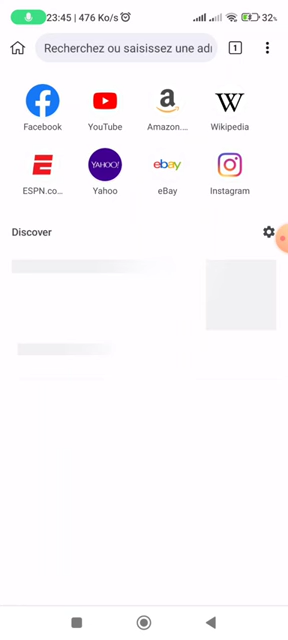 23:45 | 476 Ko/s
32%
Recherchez ou saisissez une
1
Facebook
YouTube
Amazon....
Wikipedia
ESPN.co...
Yahoo
eBay
Instagram
Discover